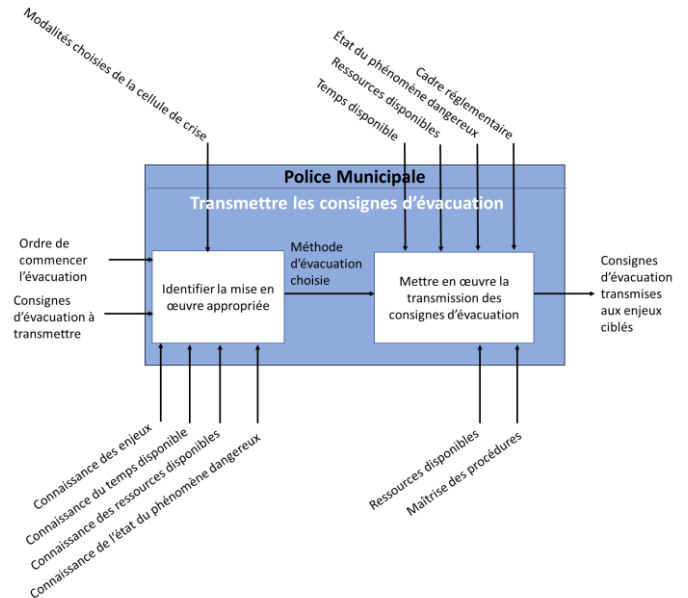 Modalités choisies de la cellule de crise
État du phénomène dangereux
Cadre réglementaire
Ressources disponibles
Temps disponible
Police Municipale
Transmettre les consignes d’évacuation
Ordre de
commencer
l’évacuation
Consignes
d’évacuation à
transmettre
Identifier la mise en
œuvre appropriée
Méthode
d’évacuation
choisie
Mettre en œuvre la
transmission des
consignes d’évacuation
Consignes
d’évacuation
transmises
aux enjeux
ciblés
Connaissance des enjeux
Connaissance du temps disponible
Connaissance des ressources disponibles
Connaissance de l’état du phénomène dangereux
Ressources disponibles
Maîtrise des procédures